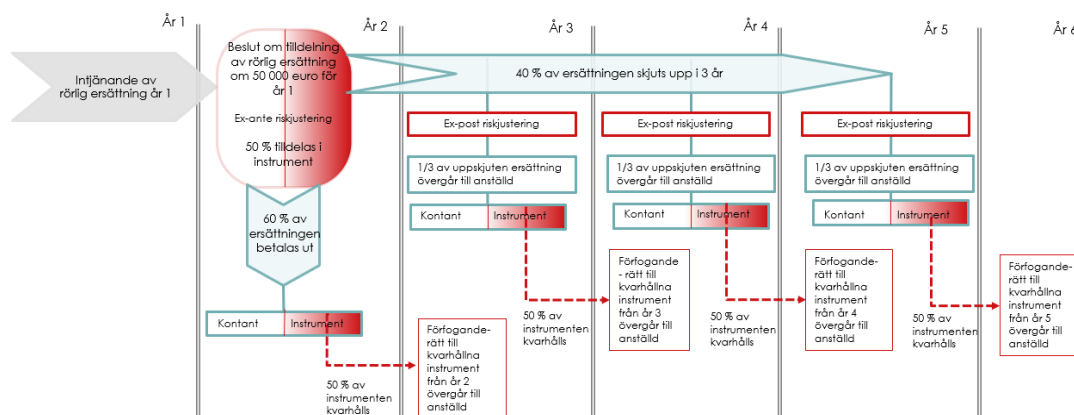 År 1
År 2
År 3
År 4
År 5
År 6
Intjänande av
rörlig ersättning år 1
Beslut om tilldelning
av rörlig ersättning
om 50 000 euro för
år 1
Ex-ante riskjustering
50 % tilldelas i
instrument
40 % av ersättningen skjuts upp i 3 år
Ex-post riskjustering
Ex-post riskjustering
Ex-post riskjustering
1/3 av uppskjuten ersättning
övergår till anställd
1/3 av uppskjuten ersättning
övergår till anställd
1/3 av uppskjuten ersättning
övergår till anställd
Kontant
Instrument
Kontant
Instrument
Kontant
Instrument
60 % av
ersättningen
betalas ut
Kontant
Instrument
50 % av
instrumenten
kvarhålls
Förfogande-
rätt till
kvarhållna
instrument
från år 2
övergår till
anställd
50 % av
instrumenten
kvarhålls
Förfogande
- rätt till
kvarhållna
instrument
från år 3
övergår till
anställd
50 % av
instrumenten
kvarhålls
Förfogande-
rätt till
kvarhållna
instrument
från år 4
övergår till
anställd
50 % av
instrumenten
kvarhålls
Förfogande-
rätt till
kvarhållna
instrument
från år 5
övergår till
anställd